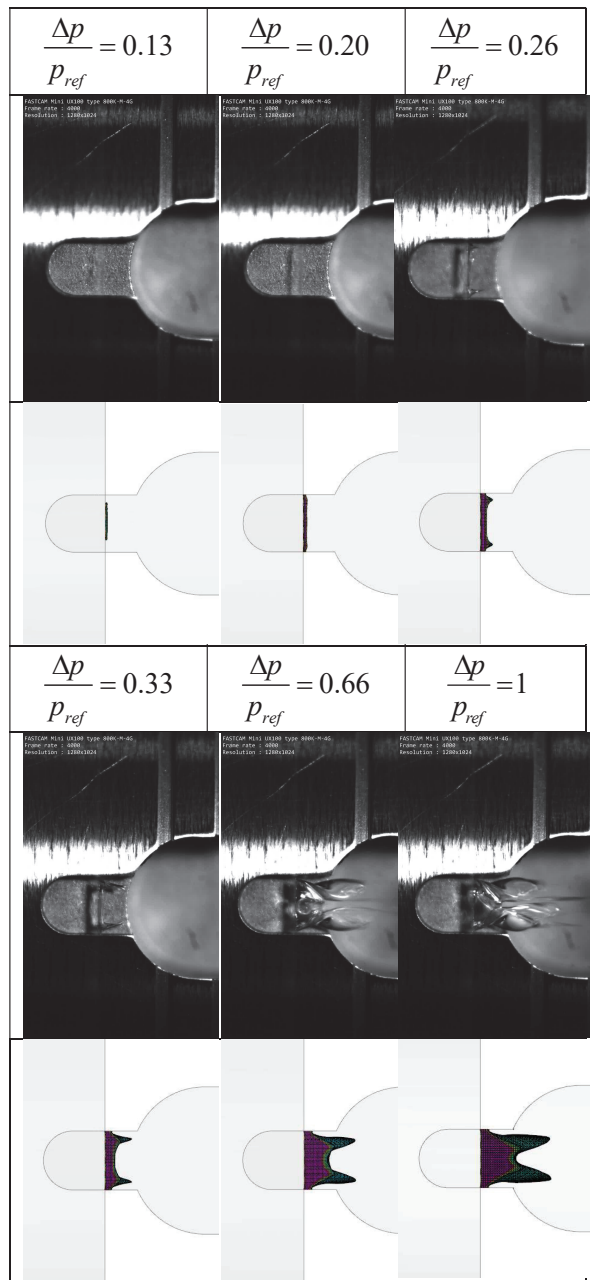 Δp/p_ref = 0.13
Δp/p_ref = 0.20
Δp/p_ref = 0.26
FASTCAM Mini UX100 type 800K-M-4G
Frame rate : 4000
Resolution : 1280x1024
FASTCAM Mini UX100 type 800K-M-4G
Frame rate : 4000
Resolution : 1280x1024
FASTCAM Mini UX100 type 800K-M-4G
Frame rate : 4000
Resolution : 1280x1024
Δp/p_ref = 0.33
Δp/p_ref = 0.66
Δp/p_ref = 1
FASTCAM Mini UX100 type 800K-M-4G
Frame rate : 4000
Resolution : 1280x1024
FASTCAM Mini UX100 type 800K-M-4G
Frame rate : 4000
Resolution : 1280x1024
FASTCAM Mini UX100 type 800K-M-4G
Frame rate : 4000
Resolution : 1280x1024